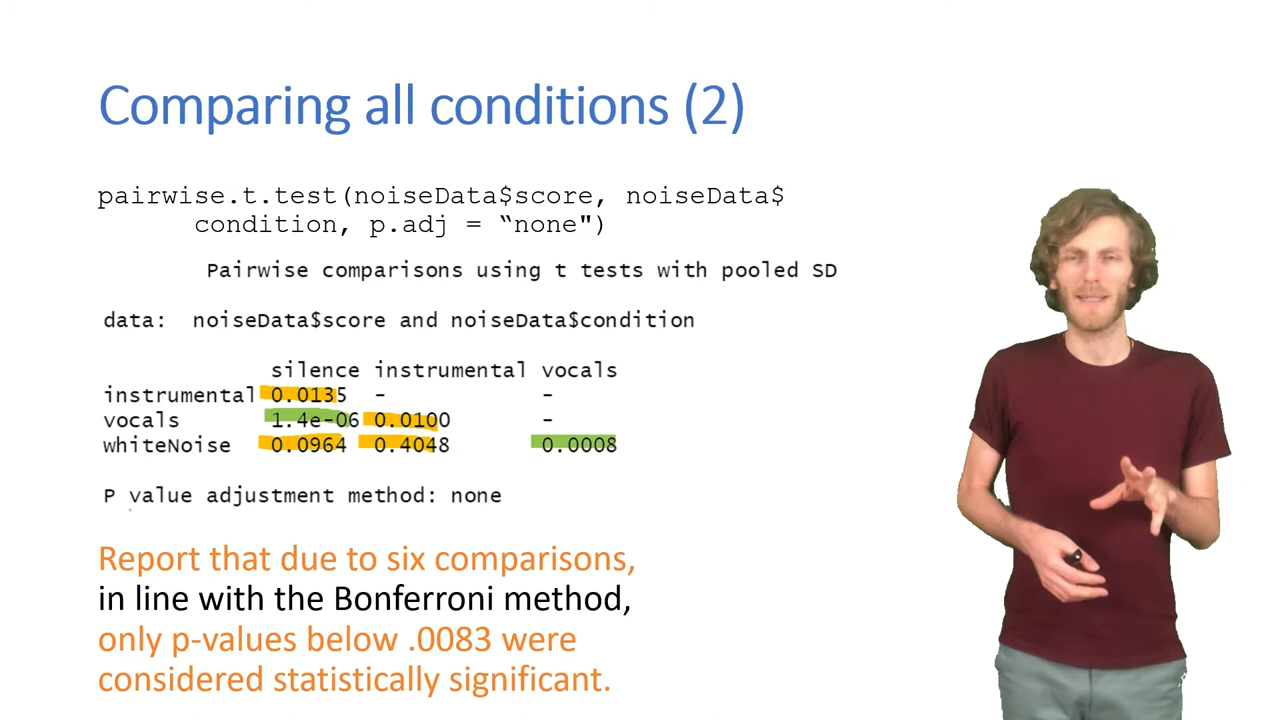 Comparing all conditions (2)
pairwise.t.test(noiseData$score, noiseData$
condition, p.adj = “none")
Pairwise comparisons using t tests with pooled SD
data: noiseData$score and noiseData$condition
silence instrumental vocals
instrumental 0.0135 - -
vocals 1.4e-06 0.0100 -
whiteNoise 0.0964 0.4048 0.0008
P value adjustment method: none
Report that due to six comparisons,
in line with the Bonferroni method,
only p-values below .0083 were
considered statistically significant.